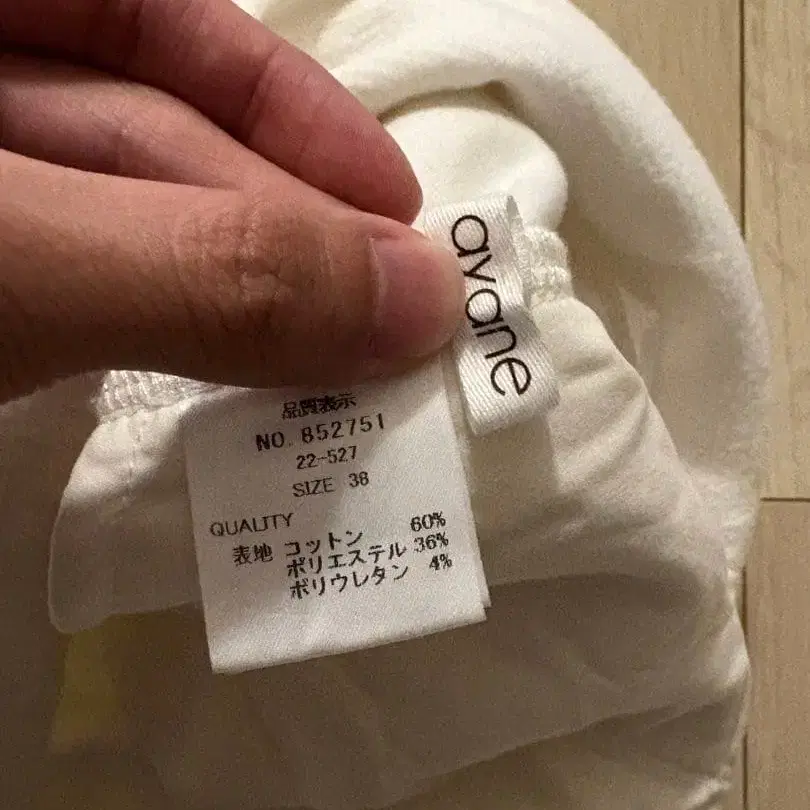 ayane
品質表示
NO. 852751
22-527
SIZE 38
QUALITY
表地 コットン 60%
ポリエステル 36%
ポリウレタン 4%